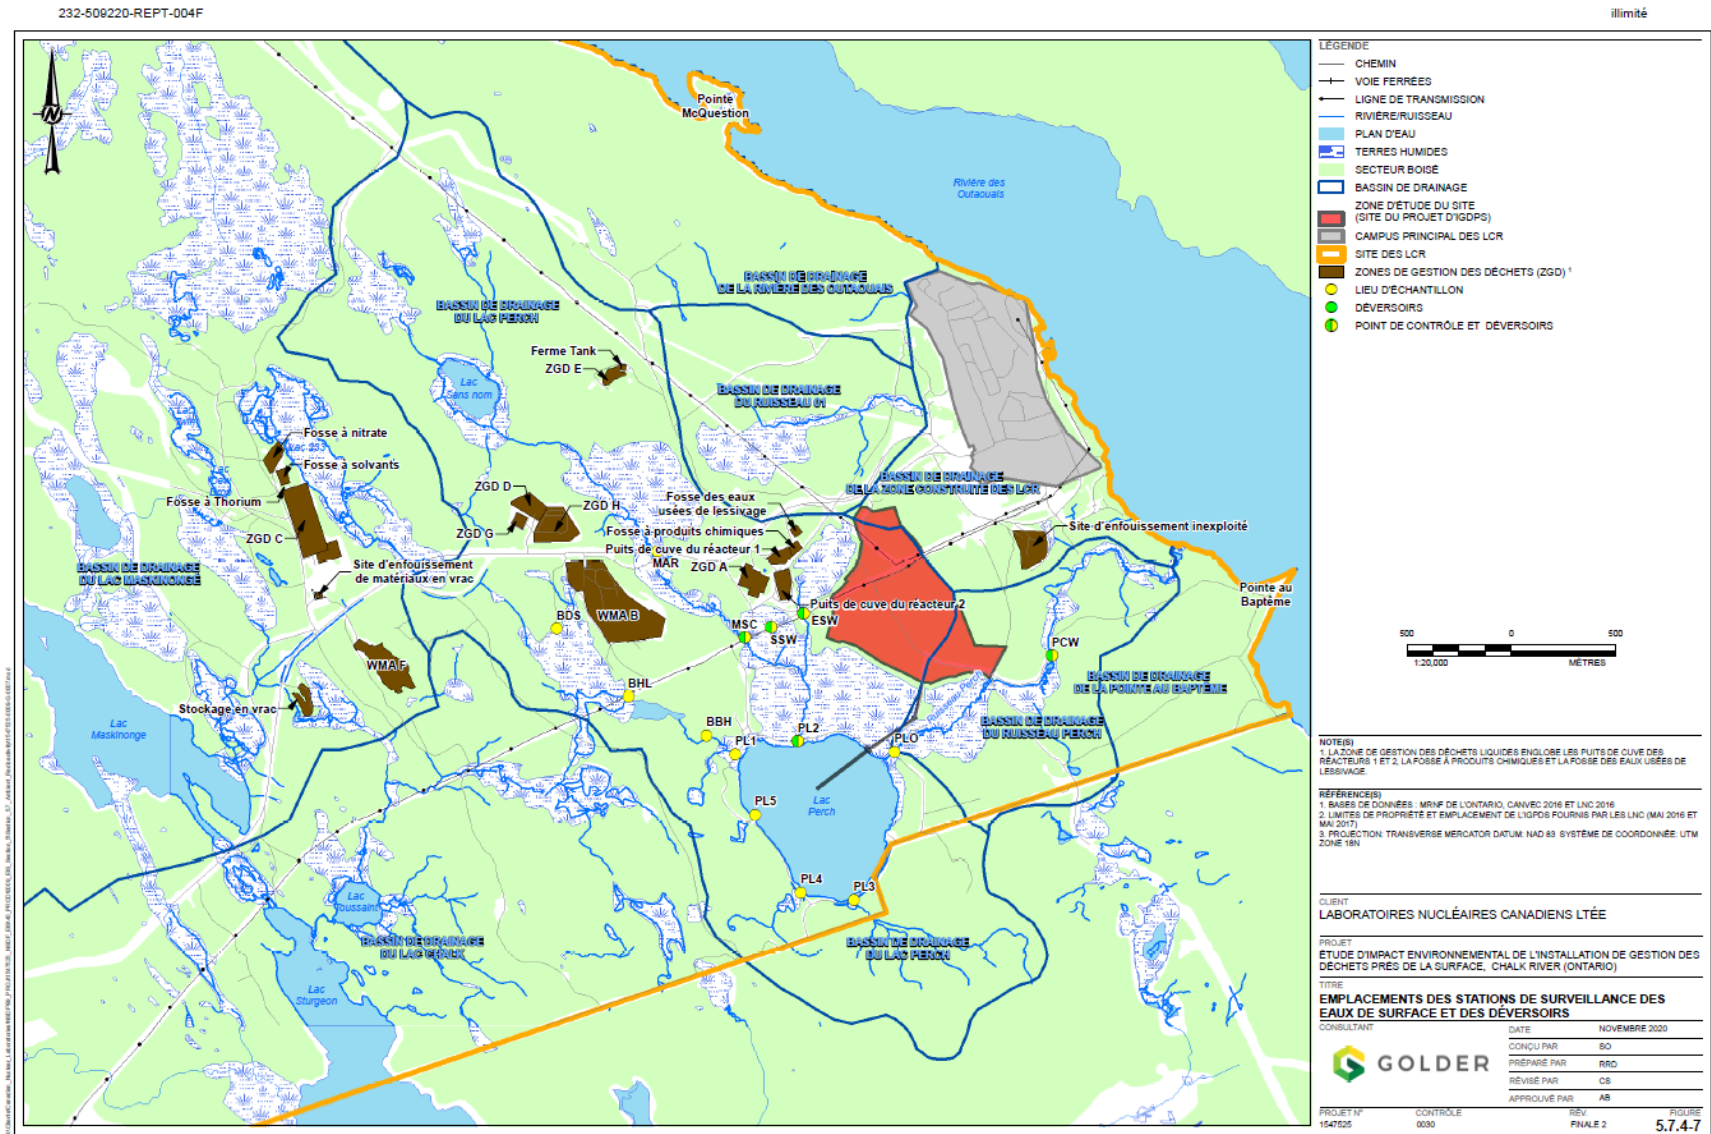 232-509220-REPT-004F
illimité
N
Pointe
McQuestion
Rivière des
Outaouais
BASSIN DE DRAINAGE
DE LA RIVIÈRE DES OUTAOUAIS
BASSIN DE DRAINAGE
DU LAC PERCH
Ferme Tank
ZGD E
Lac
Sans nom
BASSIN DE DRAINAGE
DU RUISSEAU 01
Fosse à nitrate
Fosse à solvants
Fosse à Thorium
ZGD C
ZGD D
ZGD H
ZGD G
Fosse des eaux
usées de lessivage
Fosse à produits chimiques
Puits de cuve du réacteur 1
MAR
ZGD A
BASSIN DE DRAINAGE
DE LA ZONE CONSTRUITE DES LCR
Site d'enfouissement inexploité
BASSIN DE DRAINAGE
DU LAC MASKINONGE
Site d'enfouissement
de matériaux en vrac
Pointe au
Baptême
Puits de cuve du réacteur 2
WMA B
BDS
MSC
SSW
ESW
PCW
WMA F
BHL
BASSIN DE DRAINAGE
DE LA POINTE AU BAPTEME
Stockage en vrac
Lac
Maskinonge
BBH
PL1
PL2
PLO
Ruisseau Perch
BASSIN DE DRAINAGE
DU RUISSEAU PERCH
PL5
Lac
Perch
PL4
PL3
Lac
Toussaint
BASSIN DE DRAINAGE
DU LAC CHALK
BASSIN DE DRAINAGE
DU LAC PERCH
Lac
Sturgeon
LÉGENDE
CHEMIN
VOIE FERRÉES
LIGNE DE TRANSMISSION
RIVIÈRE/RUISSEAU
PLAN D'EAU
TERRES HUMIDES
SECTEUR BOISÉ
BASSIN DE DRAINAGE
ZONE D'ÉTUDE DU SITE
(SITE DU PROJET D'IGDPS)
CAMPUS PRINCIPAL DES LCR
SITE DES LCR
ZONES DE GESTION DES DÉCHETS (ZGD) ¹
LIEU D'ÉCHANTILLON
DÉVERSOIRS
POINT DE CONTRÔLE ET DÉVERSOIRS
500 0 500
1:20,000 MÈTRES
NOTE(S)
1. LA ZONE DE GESTION DES DÉCHETS LIQUIDES ENGLOBE LES PUITS DE CUVE DES
RÉACTEURS 1 ET 2, LA FOSSE À PRODUITS CHIMIQUES ET LA FOSSE DES EAUX USÉES DE
LESSIVAGE.
RÉFÉRENCE(S)
1. BASES DE DONNÉES : MRNF DE L'ONTARIO, CANVEC 2016 ET LNC 2016
2. LIMITES DE PROPRIÉTÉ ET EMPLACEMENT DE L'IGPDS FOURNIS PAR LES LNC (MAI 2016 ET
MAI 2017)
3. PROJECTION: TRANSVERSE MERCATOR DATUM: NAD 83 SYSTÈME DE COORDONNÉE: UTM
ZONE 18N
CLIENT
LABORATOIRES NUCLÉAIRES CANADIENS LTÉE
PROJET
ÉTUDE D'IMPACT ENVIRONNEMENTAL DE L'INSTALLATION DE GESTION DES
DÉCHETS PRÈS DE LA SURFACE, CHALK RIVER (ONTARIO)
TITRE
EMPLACEMENTS DES STATIONS DE SURVEILLANCE DES
EAUX DE SURFACE ET DES DÉVERSOIRS
CONSULTANT
GOLDER
DATE NOVEMBRE 2020
CONÇU PAR SO
PRÉPARÉ PAR RRD
RÉVISÉ PAR CS
APPROUVÉ PAR AB
PROJET N° CONTRÔLE RÉV. FIGURE
1547525 0030 FINALE 2 5.7.4-7